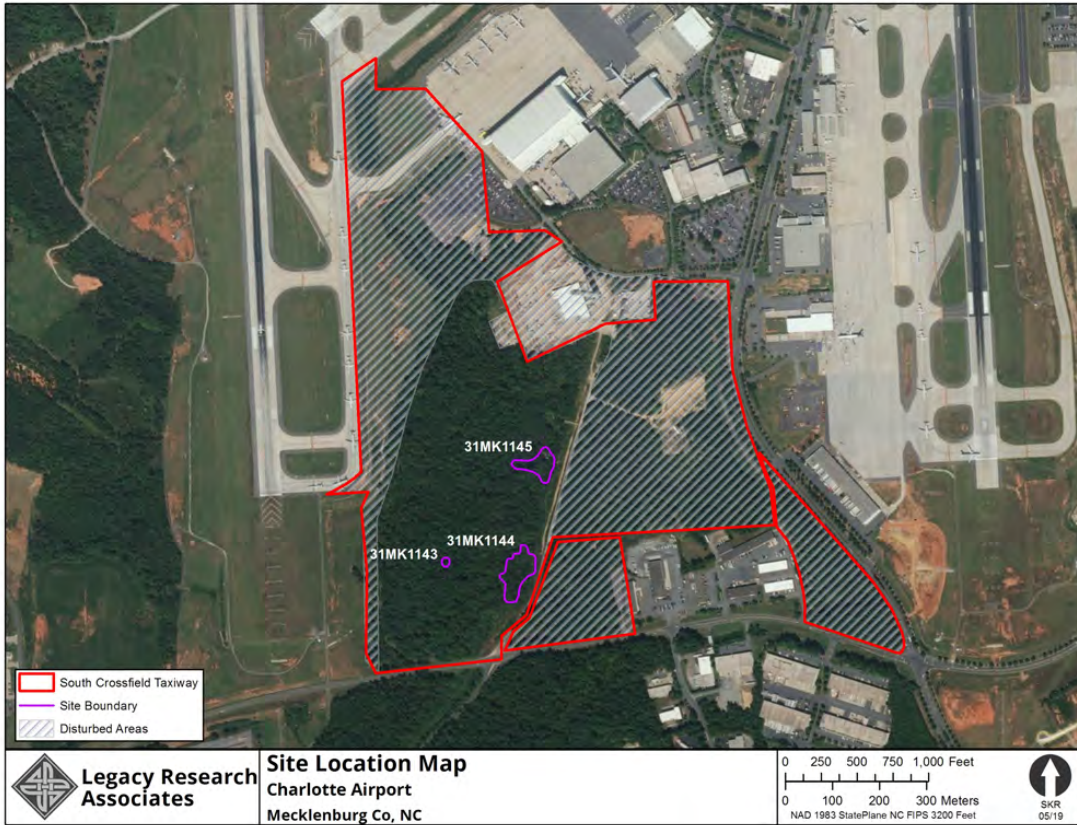 31MK1145
31MK1144
31MK1143
South Crossfield Taxiway
Site Boundary
Disturbed Areas
Legacy Research
Associates
Site Location Map
Charlotte Airport
Mecklenburg Co, NC
0 250 500 750 1,000 Feet
0 100 200 300 Meters
NAD 1983 StatePlane NC FIPS 3200 Feet
SKR
05/19